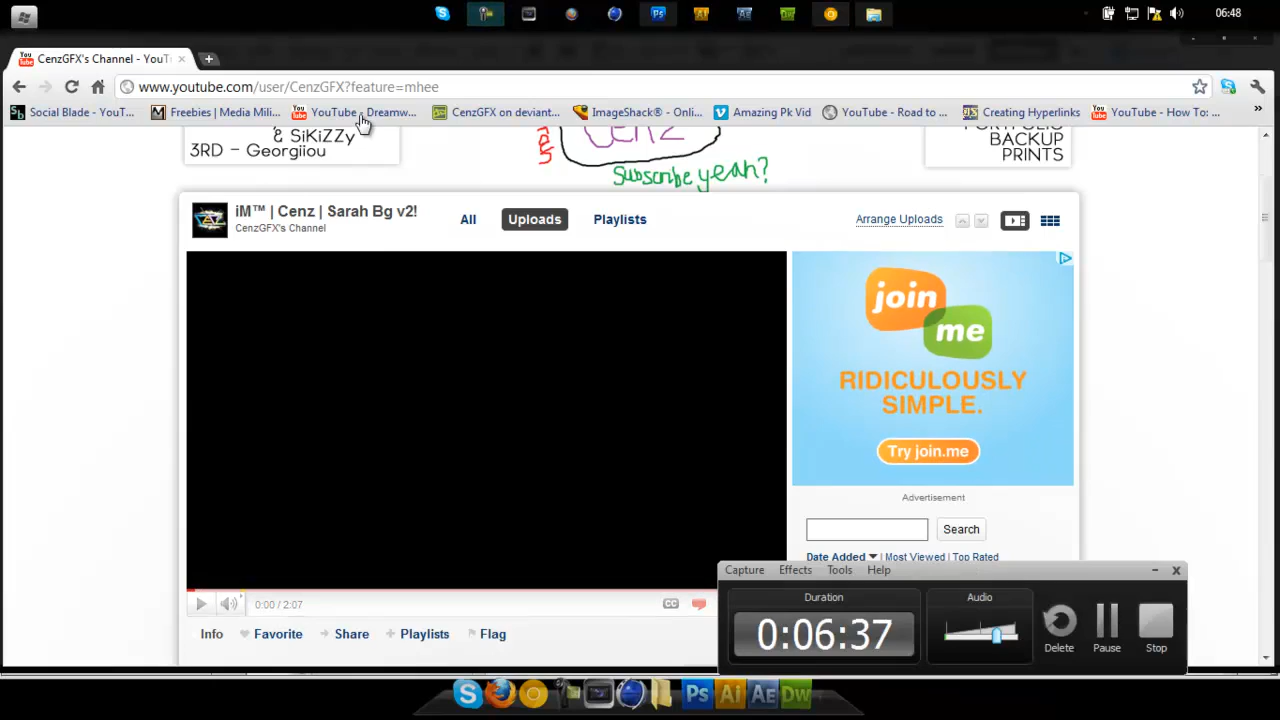 06:48
CenzGFX's Channel - YouT
www.youtube.com/user/CenzGFX?feature=mhee
Social Blade - YouT...
Freebies | Media Mili...
YouTube - Dreamw...
CenzGFX on deviant...
ImageShack® - Onli...
Amazing Pk Vid
YouTube - Road to ...
Creating Hyperlinks
YouTube - How To: ...
& SiKiZZy
3RD - Georgiiou
Cenz
Subscribe yeah?
PORTFOLIO
BACKUP
PRINTS
iM™ | Cenz | Sarah Bg v2!
CenzGFX's Channel
All
Uploads
Playlists
Arrange Uploads
join
me
RIDICULOUSLY
SIMPLE.
Try join.me
Advertisement
Search
Date Added | Most Viewed | Top Rated
0:00 / 2:07
CC
Info
Favorite
Share
Playlists
Flag
Capture
Effects
Tools
Help
Duration
0:06:37
Audio
Delete
Pause
Stop
Ps
Ai
AE
Dw